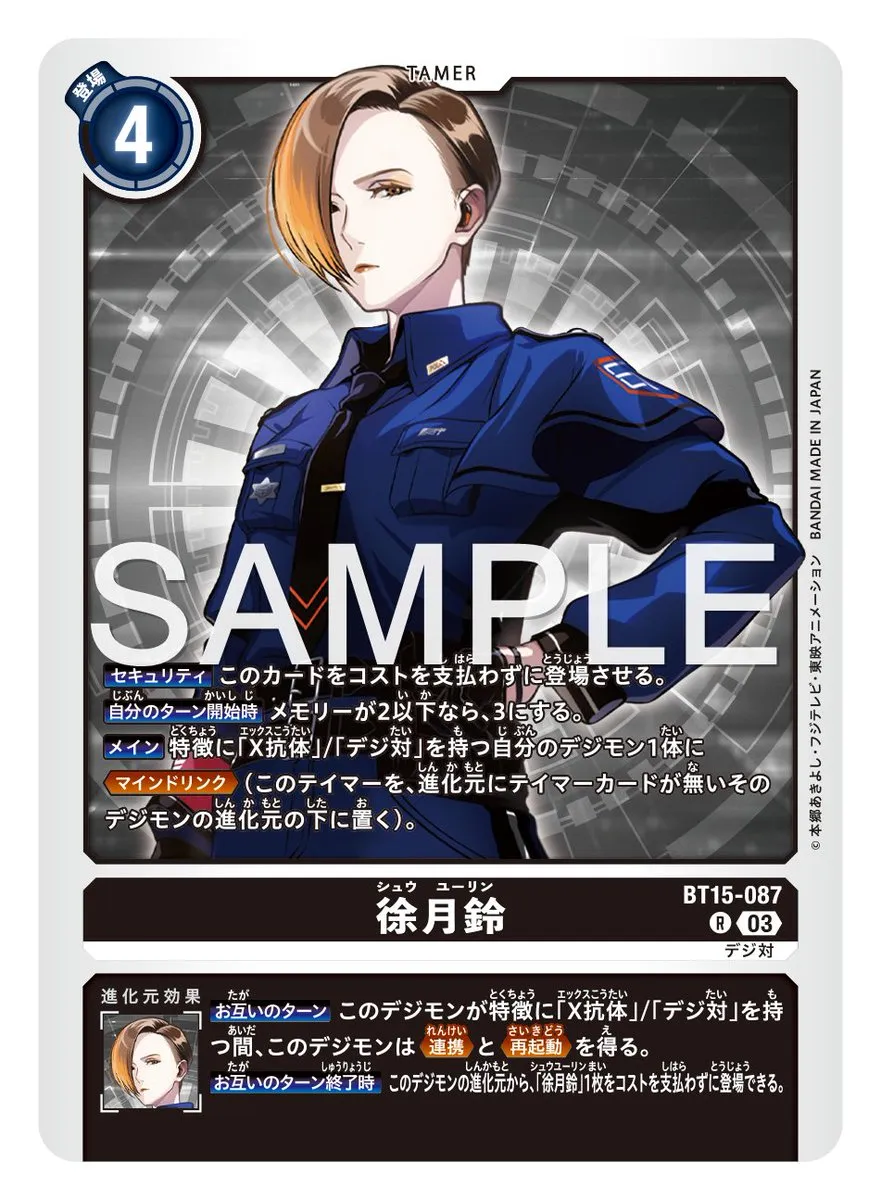 TAMER
登場
4
SAMPLE
セキュリティ このカードをコストを支払わずに登場させる。
自分のターン開始時 メモリーが2以下なら、3にする。
メイン 特徴に「X抗体」/「デジ対」を持つ自分のデジモン1体に
マインドリンク (このテイマーを、進化元にテイマーカードが無いその
デジモンの進化元の下に置く)。
© 本郷あきよし・フジテレビ・東映アニメーション BANDAI MADE IN JAPAN
シュウ ユーリン
徐月鈴
BT15-087
R 03
デジ対
進化元効果
お互いのターン このデジモンが特徴に「X抗体」/「デジ対」を持
つ間、このデジモンは 連携 と 再起動 を得る。
お互いのターン終了時 このデジモンの進化元から、「徐月鈴」1枚をコストを支払わずに登場できる。